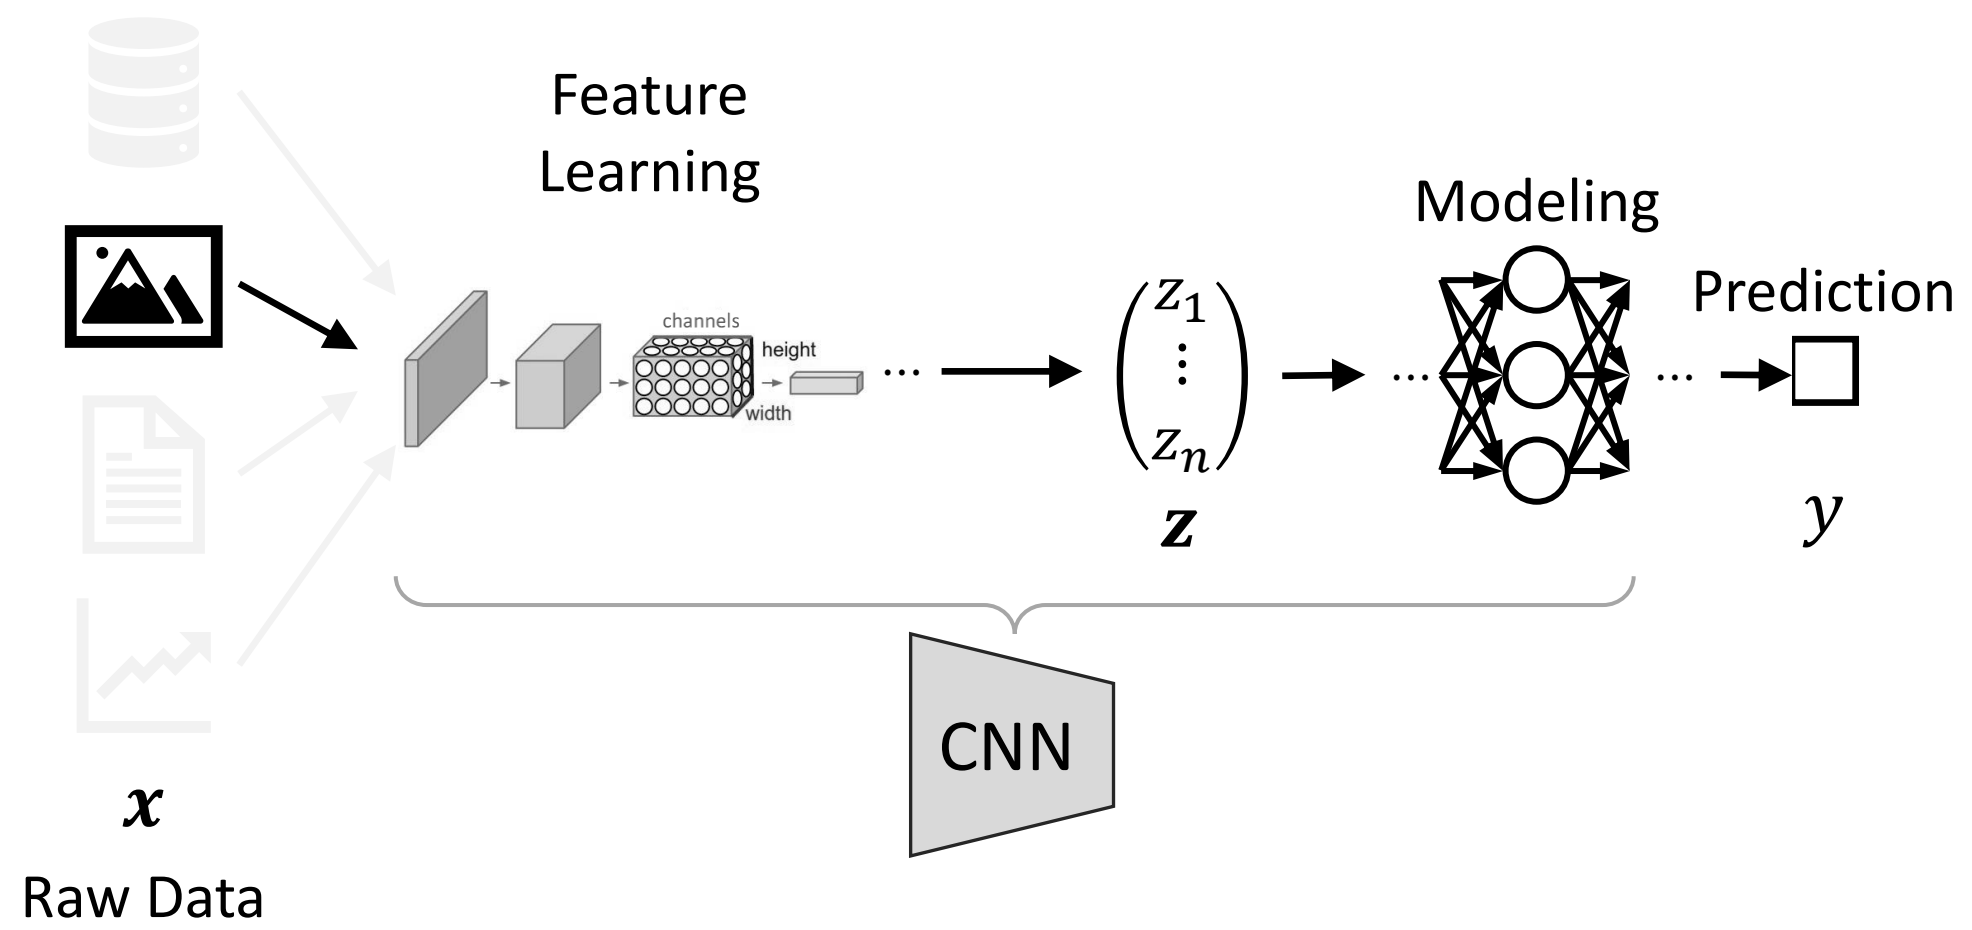 Feature
Learning
Modeling
Prediction
channels
height
width
...
z1
⋮
zn
z
...
...
y
CNN
x
Raw Data